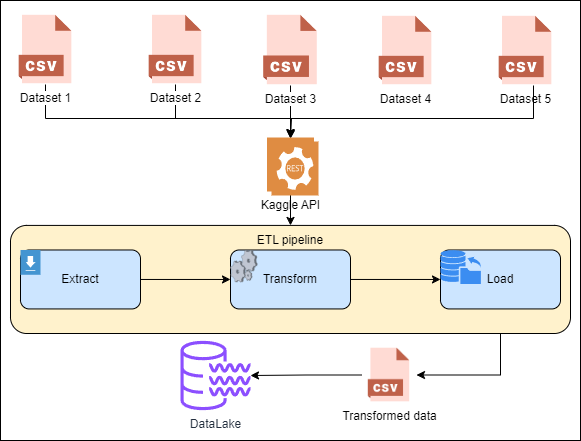 CSV CSV CSV CSV CSV
Dataset 1 Dataset 2 Dataset 3 Dataset 4 Dataset 5
REST
Kaggle API
ETL pipeline
Extract Transform Load
CSV
DataLake Transformed data